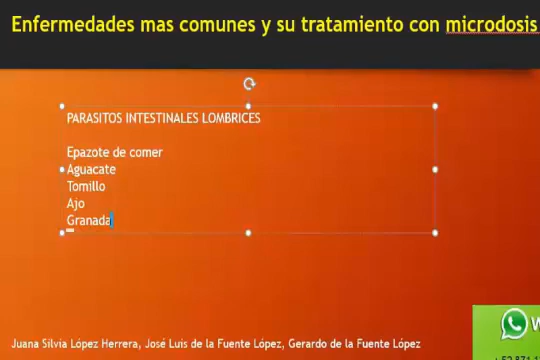 Enfermedades mas comunes y su tratamiento con microdosis
PARASITOS INTESTINALES LOMBRICES
Epazote de comer
Aguacate
Tomillo
Ajo
Granada
Juana Silvia López Herrera, José Luis de la Fuente López, Gerardo de la Fuente López